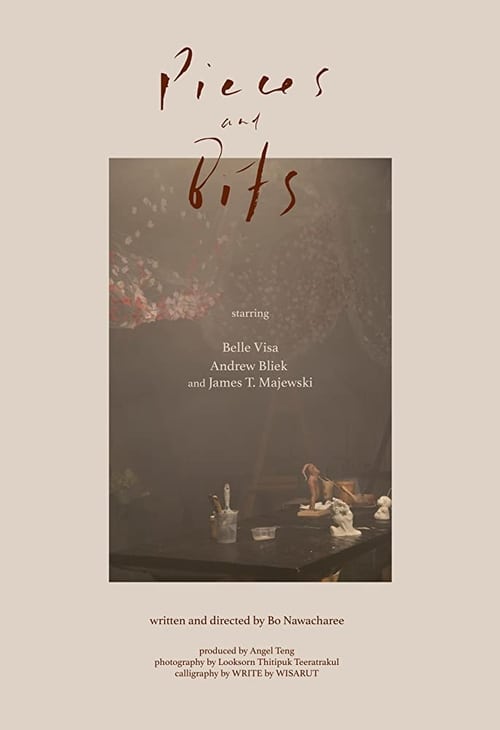 Pieces
and
Bits
starring
Belle Visa
Andrew Bliek
and James T. Majewski
written and directed by Bo Nawacharee
produced by Angel Teng
photography by Looksorn Thitipuk Teeratrakul
calligraphy by WRITE by WISARUT